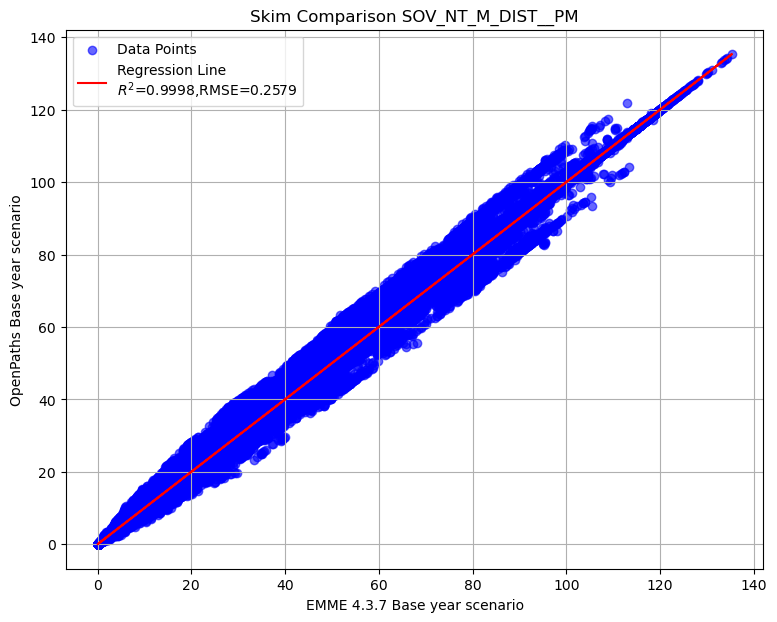 Skim Comparison SOV_NT_M_DIST__PM
Data Points
Regression Line
R²=0.9998,RMSE=0.2579
140
120
100
80
60
40
20
0
OpenPaths Base year scenario
0 20 40 60 80 100 120 140
EMME 4.3.7 Base year scenario